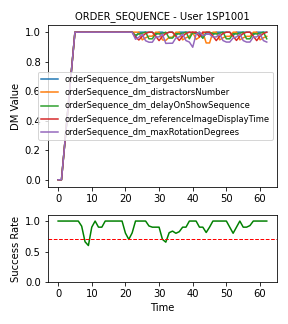 ORDER_SEQUENCE - User 1SP1001
DM Value
1.0
0.8
0.6
0.4
0.2
0.0
orderSequence_dm_targetsNumber
orderSequence_dm_distractorsNumber
orderSequence_dm_delayOnShowSequence
orderSequence_dm_referenceImageDisplayTime
orderSequence_dm_maxRotationDegrees
0 10 20 30 40 50 60
Success Rate
1.0
0.5
0.0
0 10 20 30 40 50 60
Time